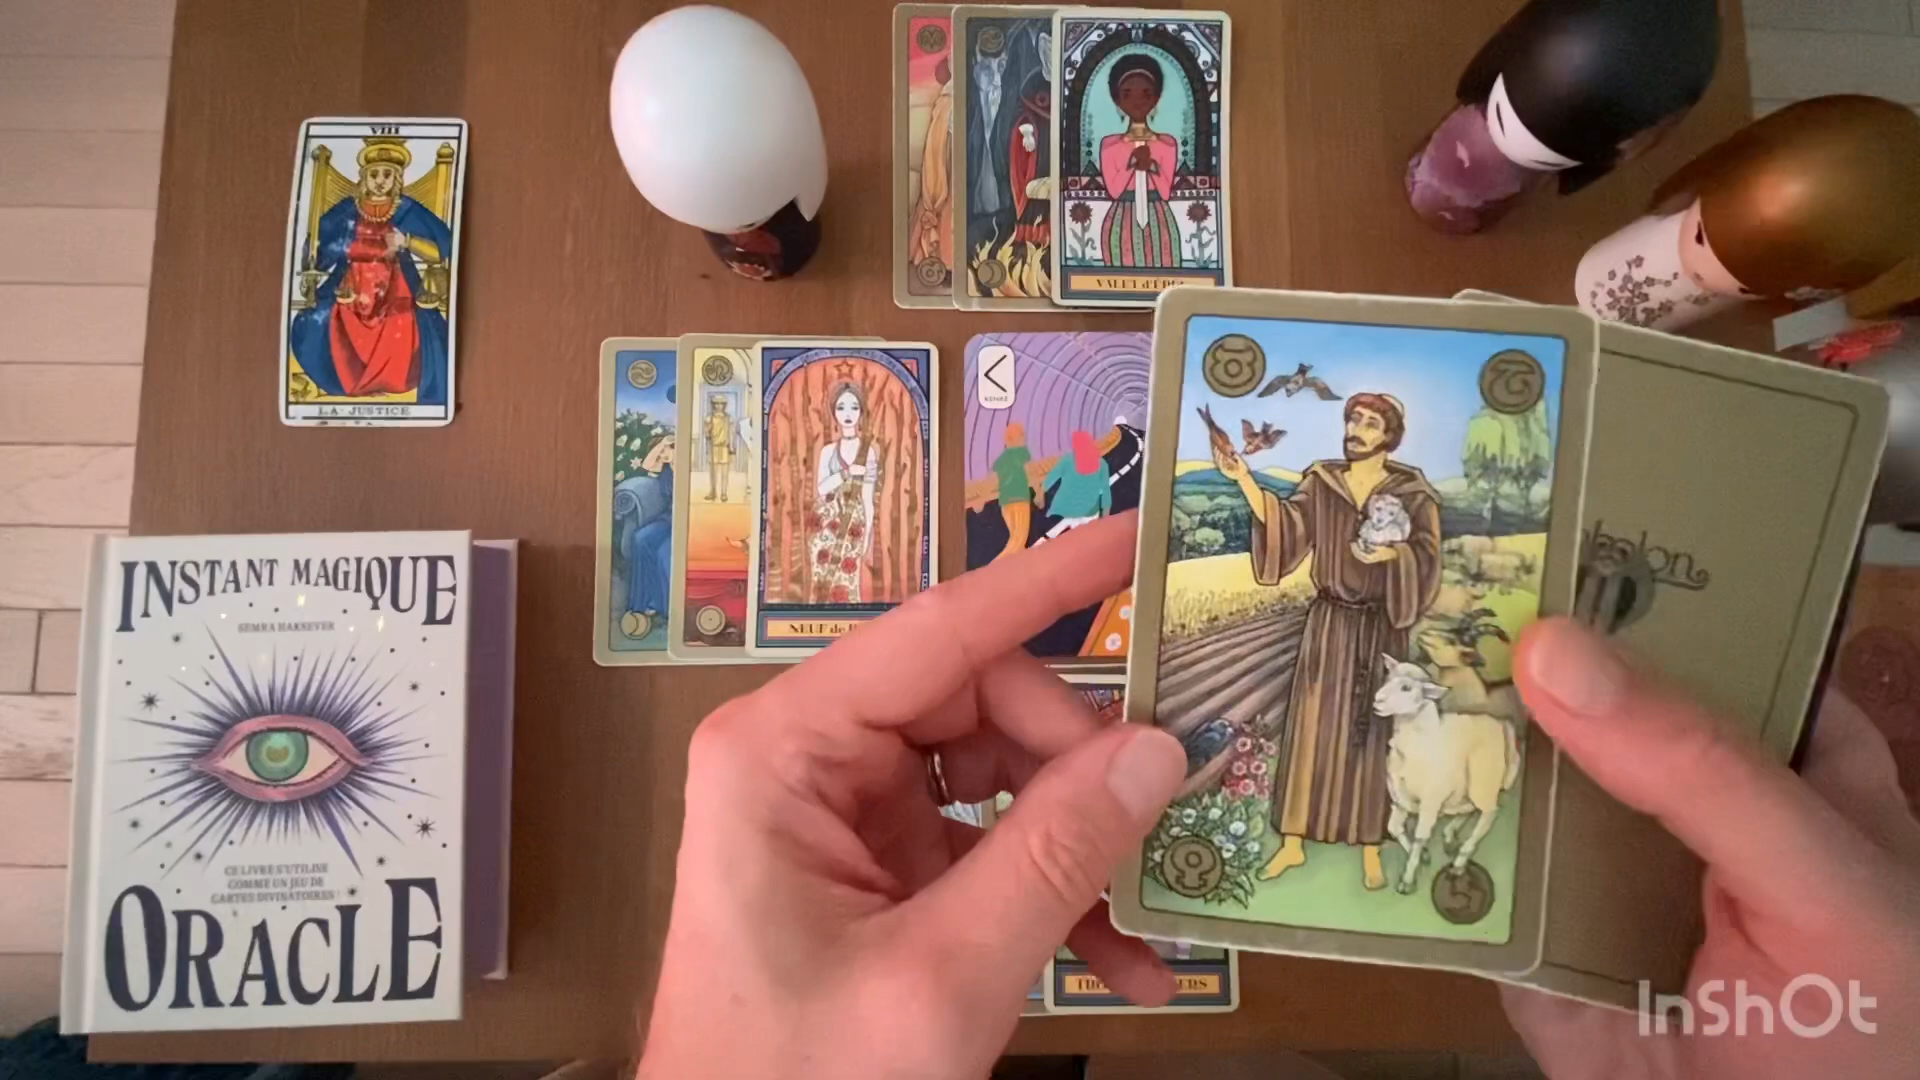 VIII
LA·JUSTICE
VALET d'ÉPÉE
KENAZ
NEUF de
INSTANT MAGIQUE
SEMRA HAKSEVER
CE LIVRE S'UTILISE
COMME UN JEU DE
CARTES DIVINATOIRES !
ORACLE
InShOt